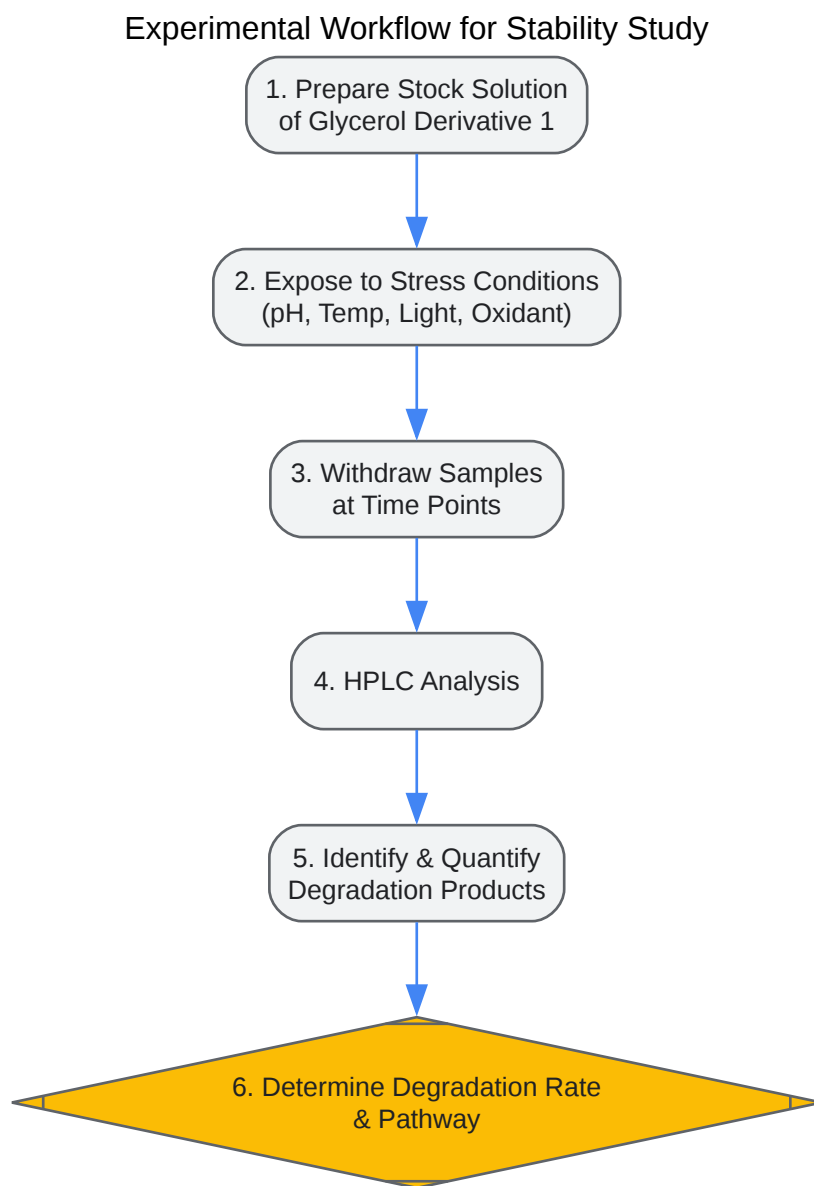 Experimental Workflow for Stability Study
1. Prepare Stock Solution
of Glycerol Derivative 1
2. Expose to Stress Conditions
(pH, Temp, Light, Oxidant)
3. Withdraw Samples
at Time Points
4. HPLC Analysis
5. Identify & Quantify
Degradation Products
6. Determine Degradation Rate
& Pathway